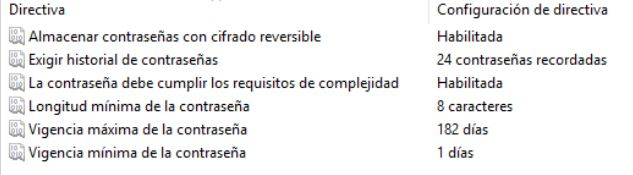 Directiva Configuración de directiva
Almacenar contraseñas con cifrado reversible Habilitada
Exigir historial de contraseñas 24 contraseñas recordadas
La contraseña debe cumplir los requisitos de complejidad Habilitada
Longitud mínima de la contraseña 8 caracteres
Vigencia máxima de la contraseña 182 días
Vigencia mínima de la contraseña 1 días